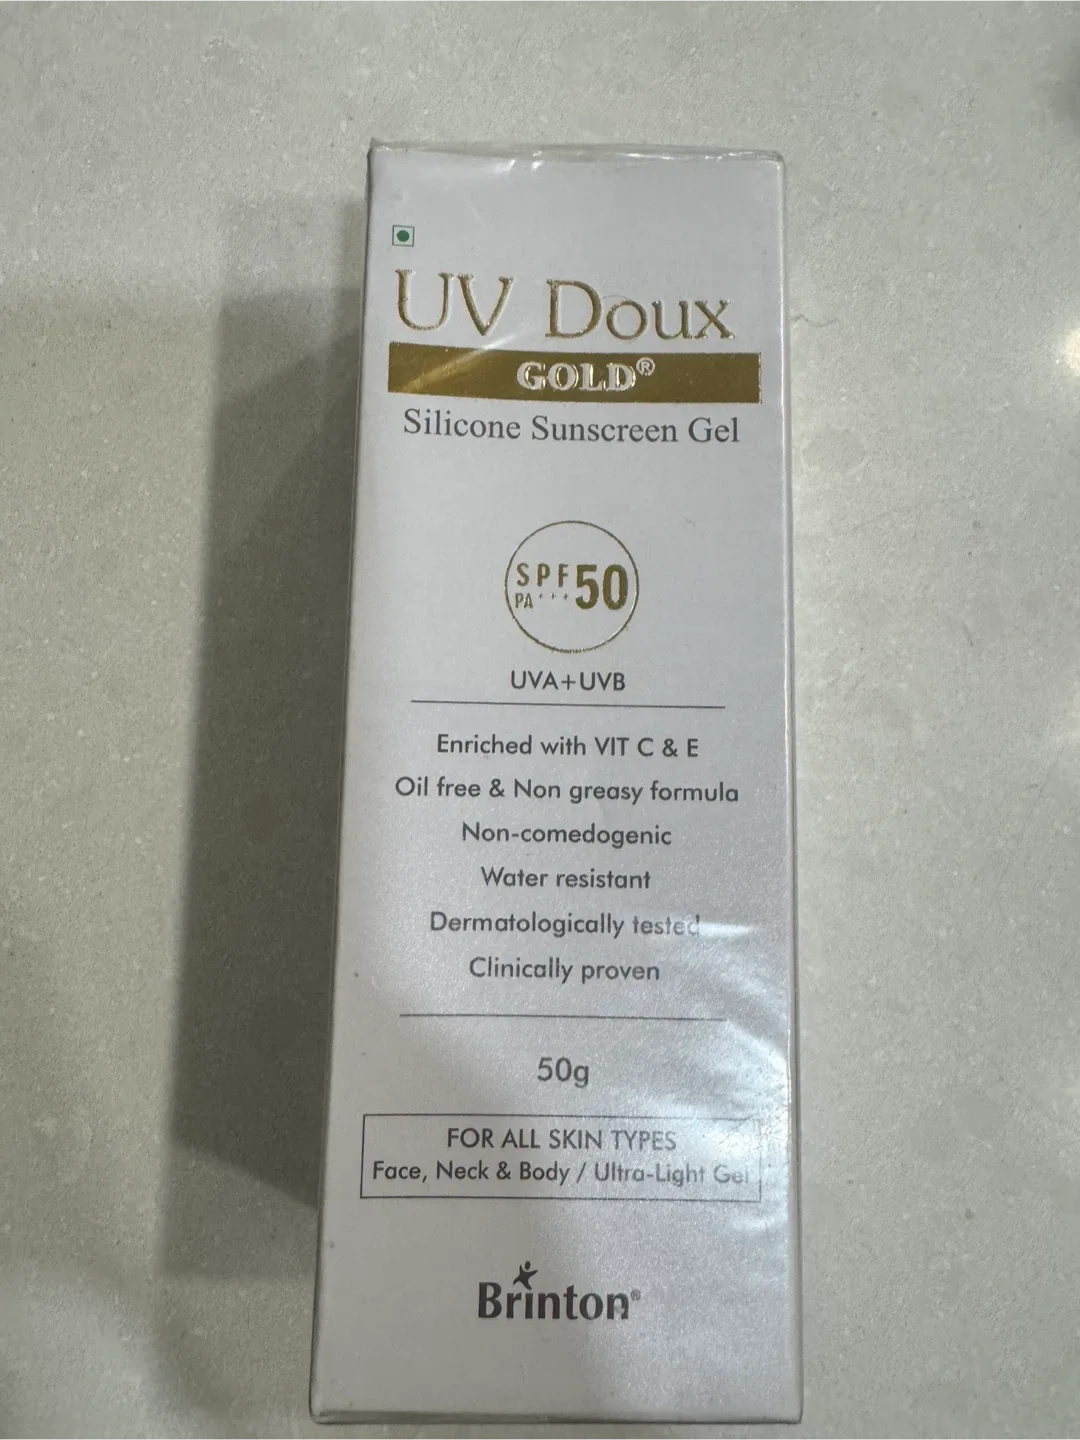 UV Doux
GOLD®
Silicone Sunscreen Gel
SPF 50
PA+++
UVA+UVB
Enriched with VIT C & E
Oil free & Non greasy formula
Non-comedogenic
Water resistant
Dermatologically tested
Clinically proven
50g
FOR ALL SKIN TYPES
Face, Neck & Body / Ultra-Light Gel
Brinton®